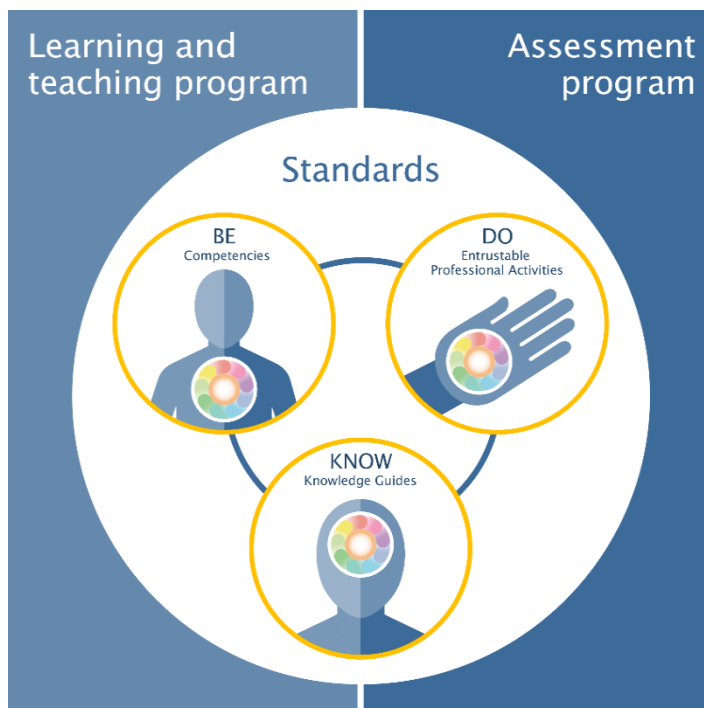 Learning and
teaching program
Assessment
program
Standards
BE
Competencies
DO
Entrustable
Professional Activities
KNOW
Knowledge Guides